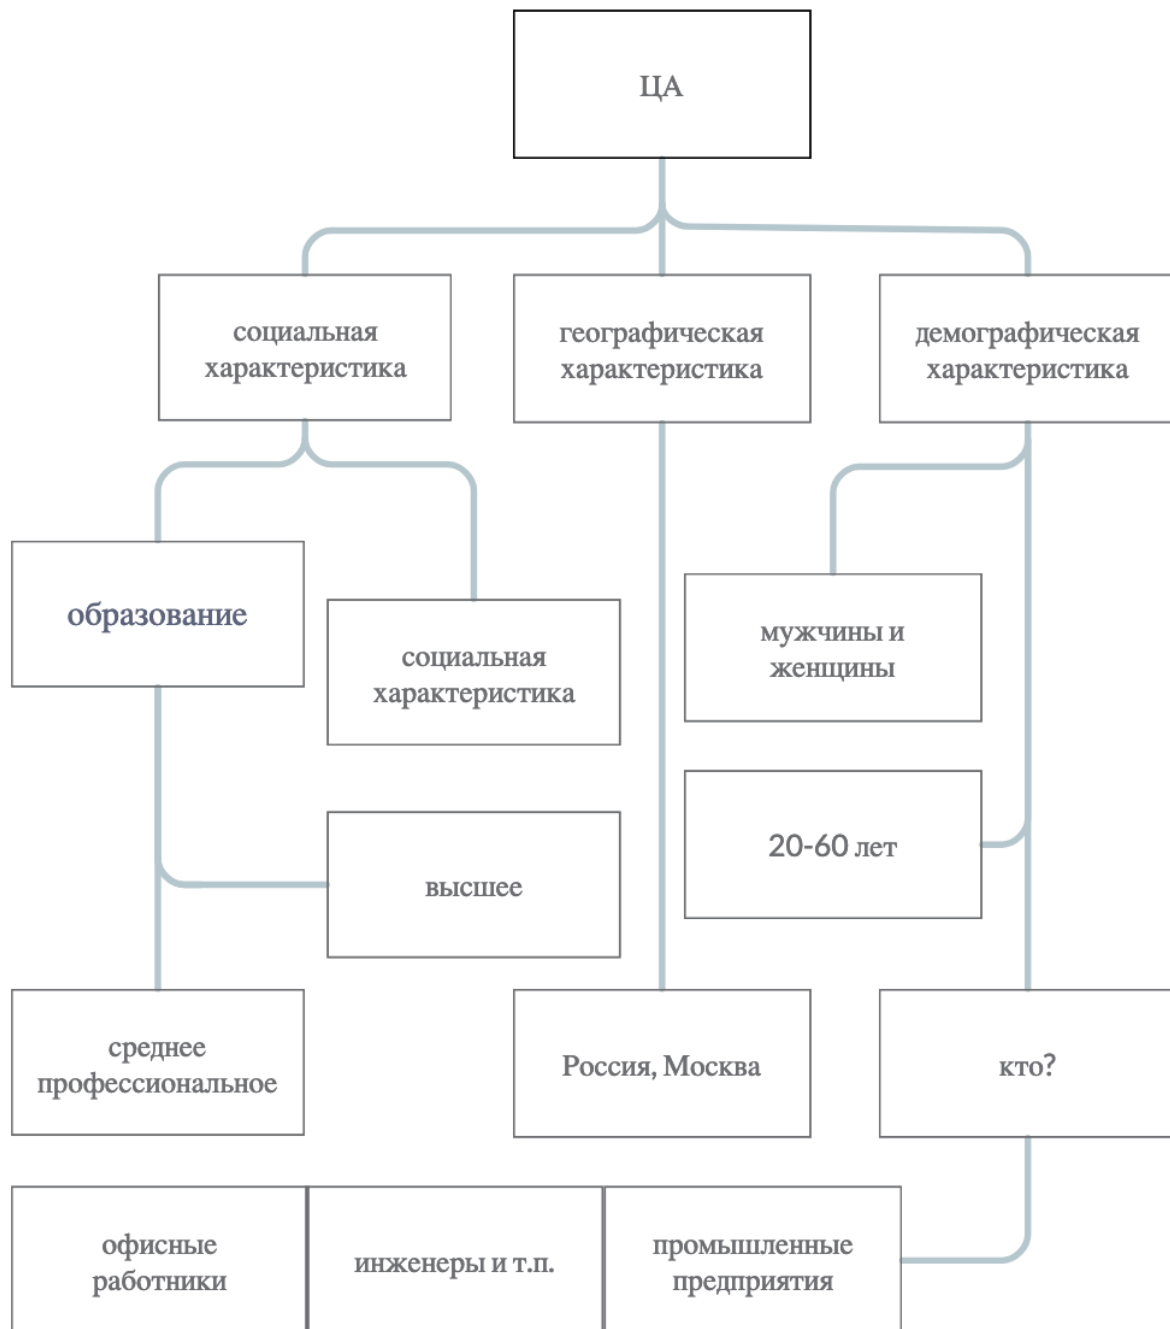 ЦА
социальная
характеристика
географическая
характеристика
демографическая
характеристика
образование
социальная
характеристика
мужчины и
женщины
20-60 лет
высшее
среднее
профессиональное
Россия, Москва
кто?
офисные
работники
инженеры и т.п.
промышленные
предприятия